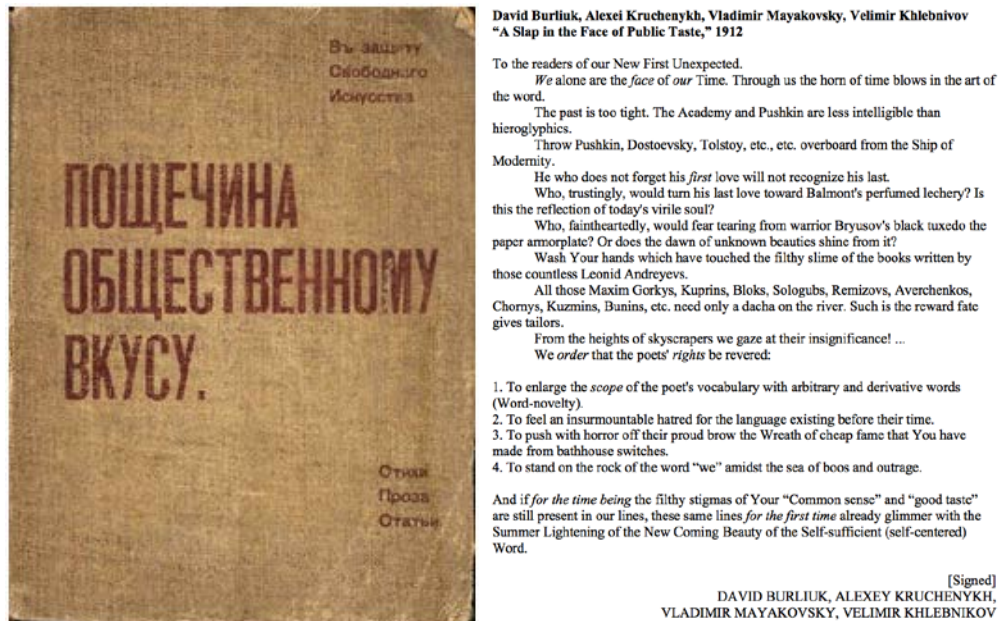 Въ защиту
Свободнаго
Искусства
ПОЩЕЧИНА
ОБЩЕСТВЕННОМУ
ВКУСУ.
Стихи
Проза
Статьи
David Burliuk, Alexei Kruchenykh, Vladimir Mayakovsky, Velimir Khlebnivov
“A Slap in the Face of Public Taste,” 1912
To the readers of our New First Unexpected.
We alone are the face of our Time. Through us the horn of time blows in the art of
the word.
The past is too tight. The Academy and Pushkin are less intelligible than
hieroglyphics.
Throw Pushkin, Dostoevsky, Tolstoy, etc., etc. overboard from the Ship of
Modernity.
He who does not forget his first love will not recognize his last.
Who, trustingly, would turn his last love toward Balmont's perfumed lechery? Is
this the reflection of today's virile soul?
Who, faintheartedly, would fear tearing from warrior Bryusov's black tuxedo the
paper armorplate? Or does the dawn of unknown beauties shine from it?
Wash Your hands which have touched the filthy slime of the books written by
those countless Leonid Andreyevs.
All those Maxim Gorkys, Kuprins, Bloks, Sologubs, Remizovs, Averchenkos,
Chornys, Kuzmins, Bunins, etc. need only a dacha on the river. Such is the reward fate
gives tailors.
From the heights of skyscrapers we gaze at their insignificance! ...
We order that the poets' rights be revered:
1. To enlarge the scope of the poet's vocabulary with arbitrary and derivative words
(Word-novelty).
2. To feel an insurmountable hatred for the language existing before their time.
3. To push with horror off their proud brow the Wreath of cheap fame that You have
made from bathhouse switches.
4. To stand on the rock of the word “we” amidst the sea of boos and outrage.
And if for the time being the filthy stigmas of Your “Common sense” and “good taste”
are still present in our lines, these same lines for the first time already glimmer with the
Summer Lightening of the New Coming Beauty of the Self-sufficient (self-centered)
Word.
[Signed]
DAVID BURLIUK, ALEXEY KRUCHENYKH,
VLADIMIR MAYAKOVSKY, VELIMIR KHLEBNIKOV